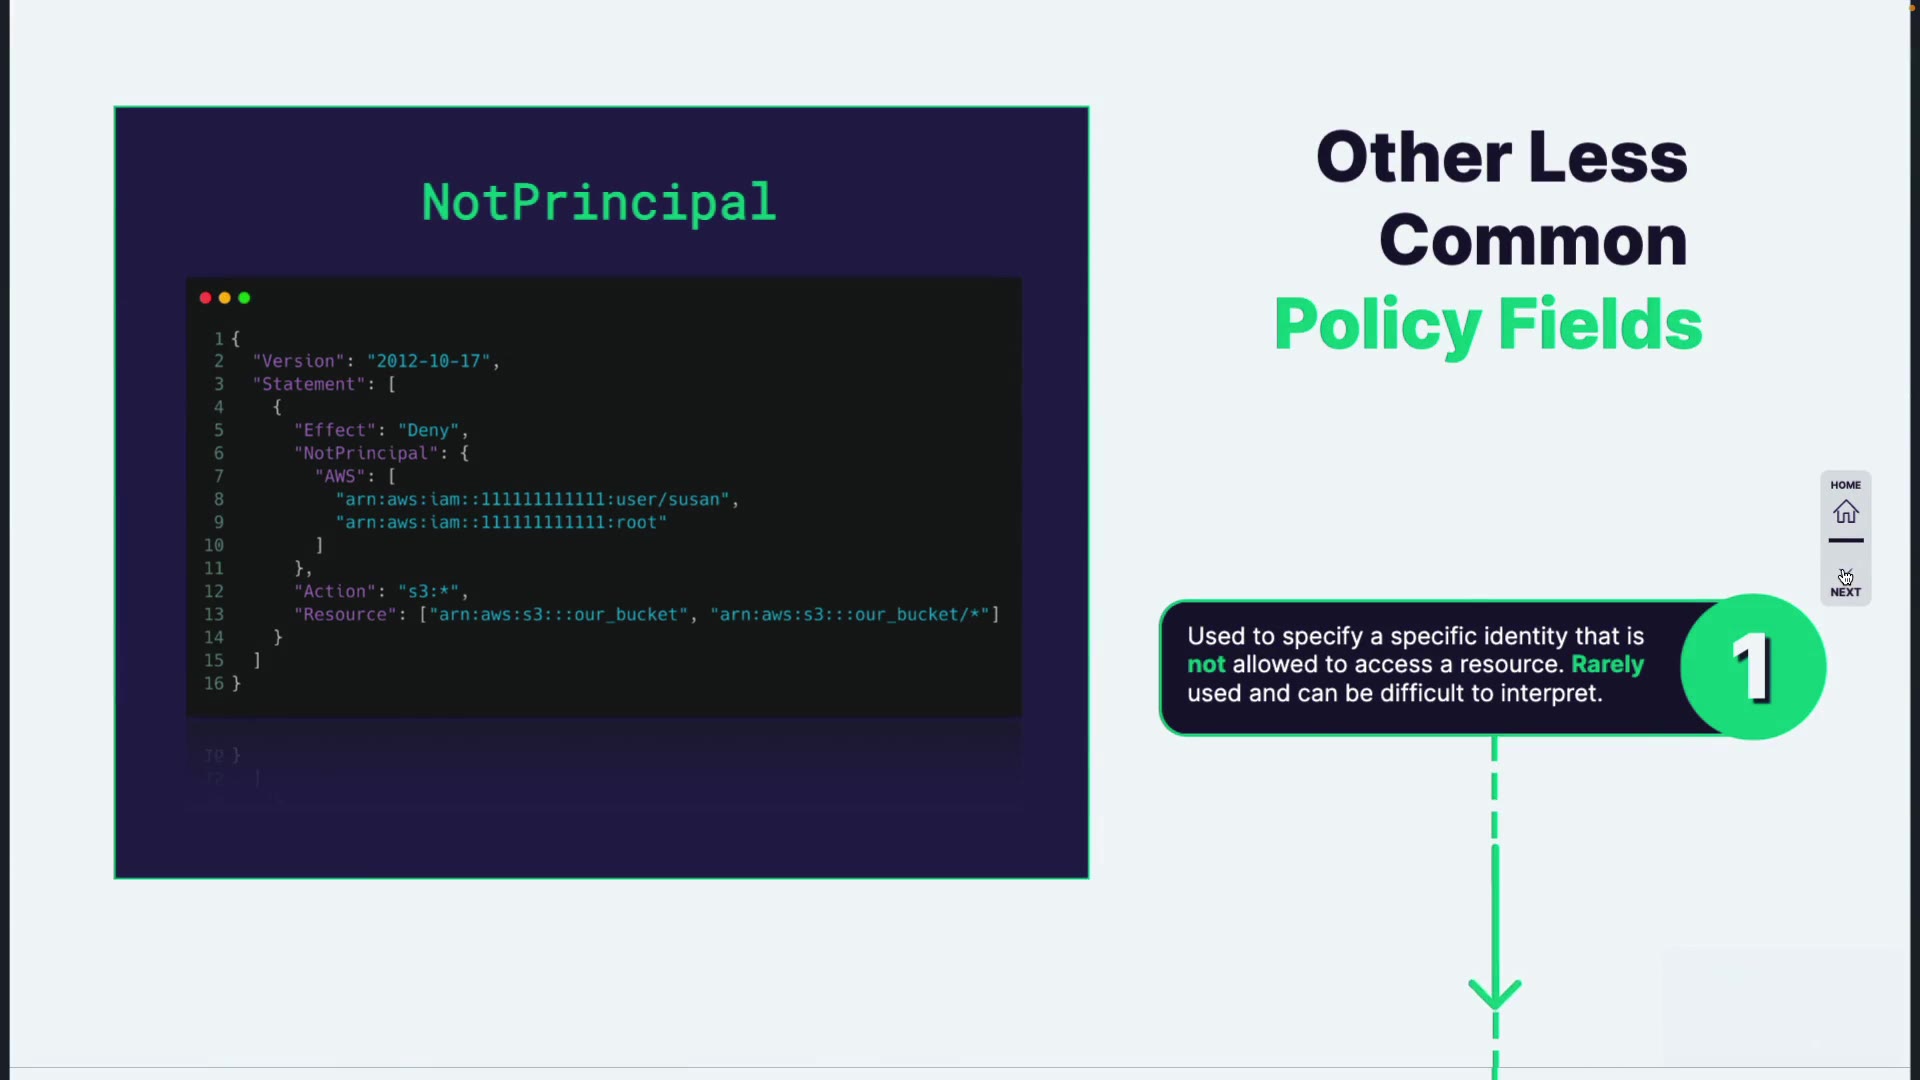 NotPrincipal
1 {
2 "Version": "2012-10-17",
3 "Statement": [
4 {
5 "Effect": "Deny",
6 "NotPrincipal": {
7 "AWS": [
8 "arn:aws:iam::111111111111:user/susan",
9 "arn:aws:iam::111111111111:root"
10 ]
11 },
12 "Action": "s3:*",
13 "Resource": ["arn:aws:s3:::our_bucket", "arn:aws:s3:::our_bucket/*"]
14 }
15 ]
16 }
Other Less
Common
Policy Fields
HOME
NEXT
Used to specify a specific identity that is
not allowed to access a resource. Rarely
used and can be difficult to interpret.
1